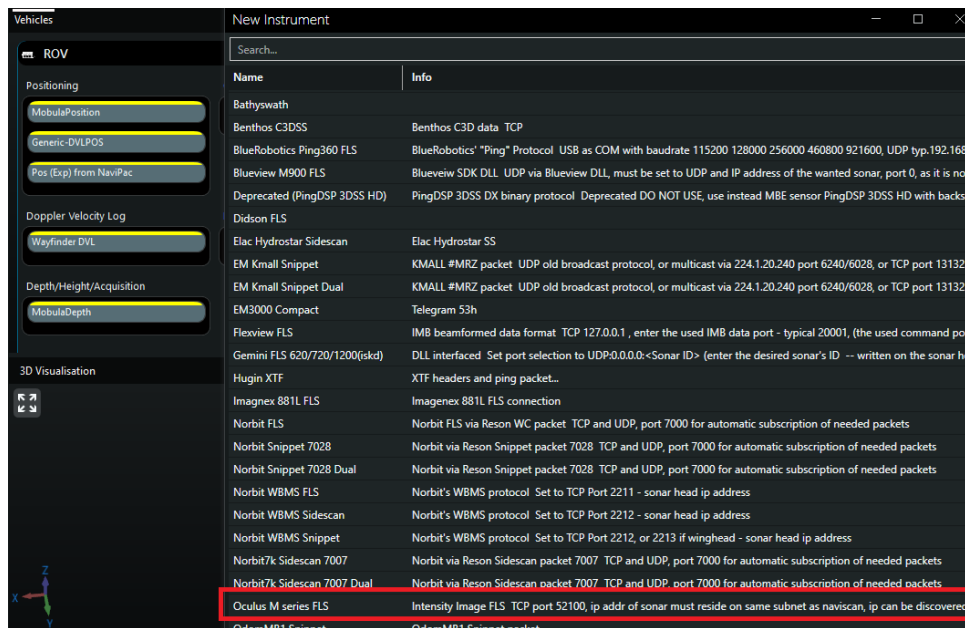 Vehicles
ROV
Positioning
MobulaPosition
Generic-DVLPOS
Pos (Exp) from NaviPac
Doppler Velocity Log
Wayfinder DVL
Depth/Height/Acquisition
MobulaDepth
3D Visualisation
Z
X
Y
New Instrument
Search...
Name Info
Bathyswath
Benthos C3DSS Benthos C3D data TCP
BlueRobotics Ping360 FLS BlueRobotics' "Ping" Protocol USB as COM with baudrate 115200 128000 256000 460800 921600, UDP typ.192.168
Blueview M900 FLS Blueveiw SDK DLL UDP via Blueview DLL, must be set to UDP and IP address of the wanted sonar, port 0, as it is no
Deprecated (PingDSP 3DSS HD) PingDSP 3DSS DX binary protocol Deprecated DO NOT USE, use instead MBE sensor PingDSP 3DSS HD with backs
Didson FLS
Elac Hydrostar Sidescan Elac Hydrostar SS
EM Kmall Snippet KMALL #MRZ packet UDP old broadcast protocol, or multicast via 224.1.20.240 port 6240/6028, or TCP port 13132
EM Kmall Snippet Dual KMALL #MRZ packet UDP old broadcast protocol, or multicast via 224.1.20.240 port 6240/6028, or TCP port 13132
EM3000 Compact Telegram 53h
Flexview FLS IMB beamformed data format TCP 127.0.0.1 , enter the used IMB data port - typical 20001, (the used command po
Gemini FLS 620/720/1200(iskd) DLL interfaced Set port selection to UDP:0.0.0.0:<Sonar ID> (enter the desired sonar's ID -- written on the sonar h
Hugin XTF XTF headers and ping packet...
Imagnex 881L FLS Imagenex 881L FLS connection
Norbit FLS Norbit FLS via Reson WC packet TCP and UDP, port 7000 for automatic subscription of needed packets
Norbit Snippet 7028 Norbit via Reson Snippet packet 7028 TCP and UDP, port 7000 for automatic subscription of needed packets
Norbit Snippet 7028 Dual Norbit via Reson Snippet packet 7028 TCP and UDP, port 7000 for automatic subscription of needed packets
Norbit WBMS FLS Norbit's WBMS protocol Set to TCP Port 2211 - sonar head ip address
Norbit WBMS Sidescan Norbit's WBMS protocol Set to TCP Port 2212 - sonar head ip address
Norbit WBMS Snippet Norbit's WBMS protocol Set to TCP Port 2212, or 2213 if winghead - sonar head ip address
Norbit7k Sidescan 7007 Norbit via Reson Sidescan packet 7007 TCP and UDP, port 7000 for automatic subscription of needed packets
Norbit7k Sidescan 7007 Dual Norbit via Reson Sidescan packet 7007 TCP and UDP, port 7000 for automatic subscription of needed packets
Oculus M series FLS Intensity Image FLS TCP port 52100, ip addr of sonar must reside on same subnet as naviscan, ip can be discovered